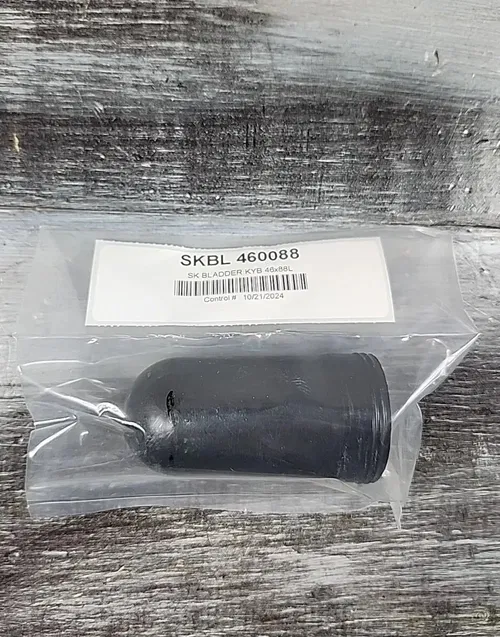 SKBL 460088
SK BLADDER KYB 46x88L
Control # 10/21/2024